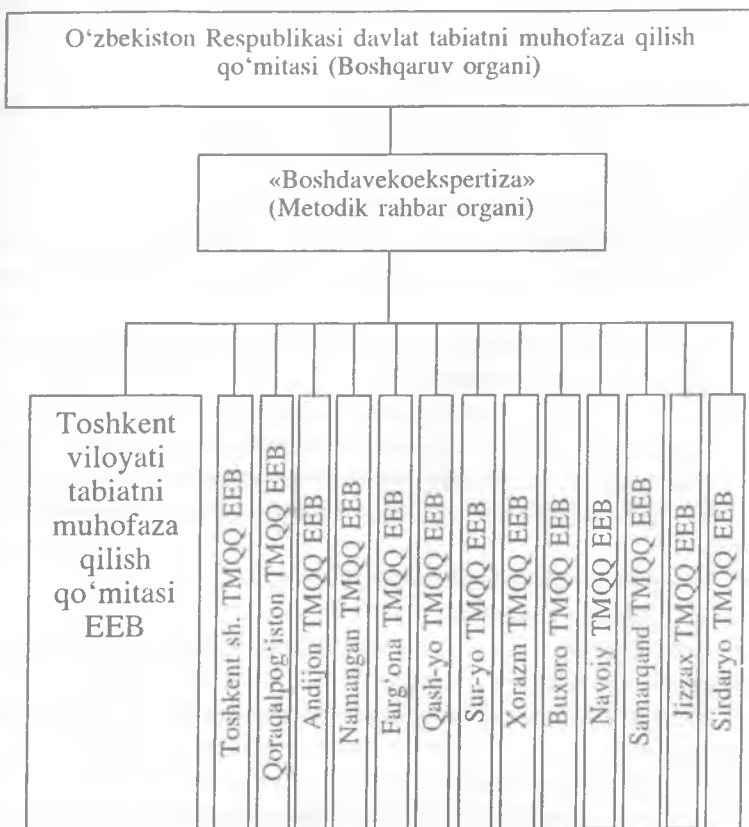 O‘zbekiston Respublikasi davlat tabiatni muhofaza qilish
qo‘mitasi (Boshqaruv organi)
«Boshdavekoekspertiza»
(Metodik rahbar organi)
Toshkent
viloyati
tabiatni
muhofaza
qilish
qo‘mitasi
EEB
Toshkent sh. TMQQ EEB
Qoraqalpog‘iston TMQQ EEB
Andijon TMQQ EEB
Namangan TMQQ EEB
Farg‘ona TMQQ EEB
Qash-yo TMQQ EEB
Sur-yo TMQQ EEB
Xorazm TMQQ EEB
Buxoro TMQQ EEB
Navoiy TMQQ EEB
Samarqand TMQQ EEB
Jizzax TMQQ EEB
Sirdaryo TMQQ EEB